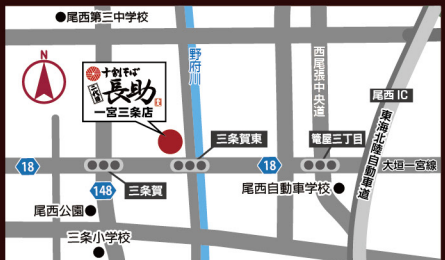 尾西第三中学校
野府川
西尾張中央道
尾西IC
東海北陸自動車道
十割そば
二代目
長助
一宮三条店
三条賀東
篭屋三丁目
18
18
大垣一宮線
148
三条賀
尾西自動車学校
尾西公園
三条小学校